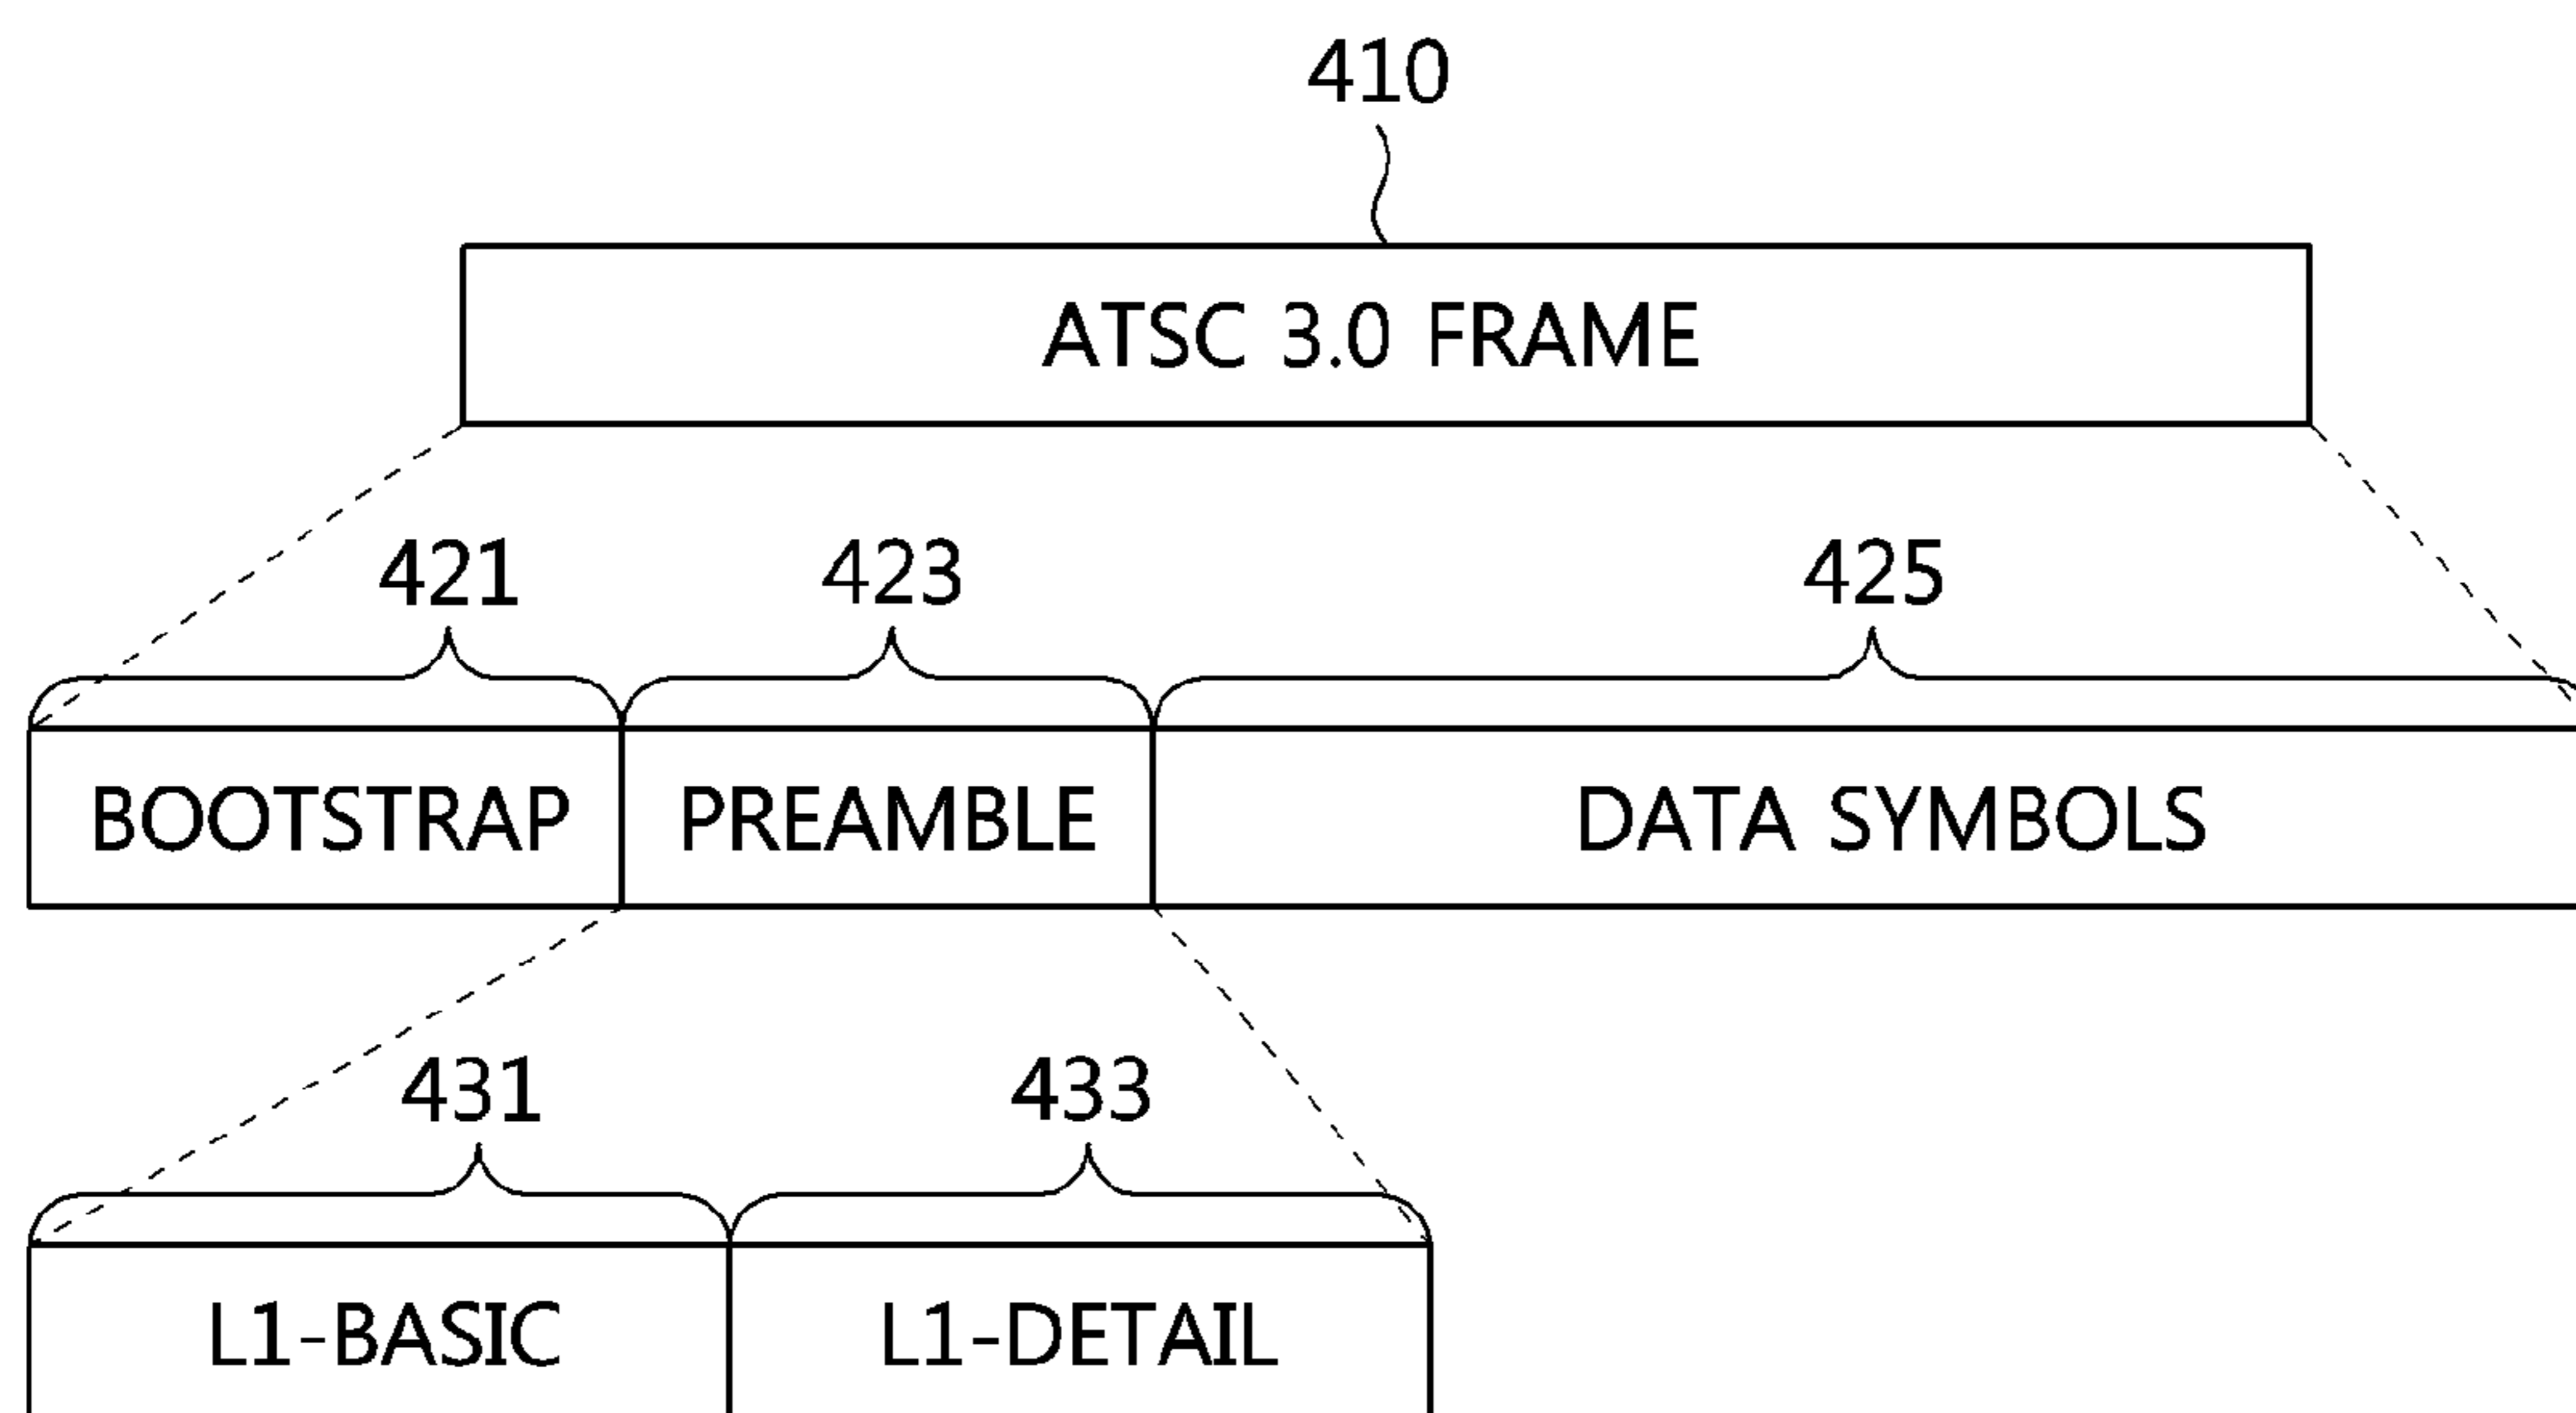 410
ATSC 3.0 FRAME
421 423 425
BOOTSTRAP PREAMBLE DATA SYMBOLS
431 433
L1-BASIC L1-DETAIL